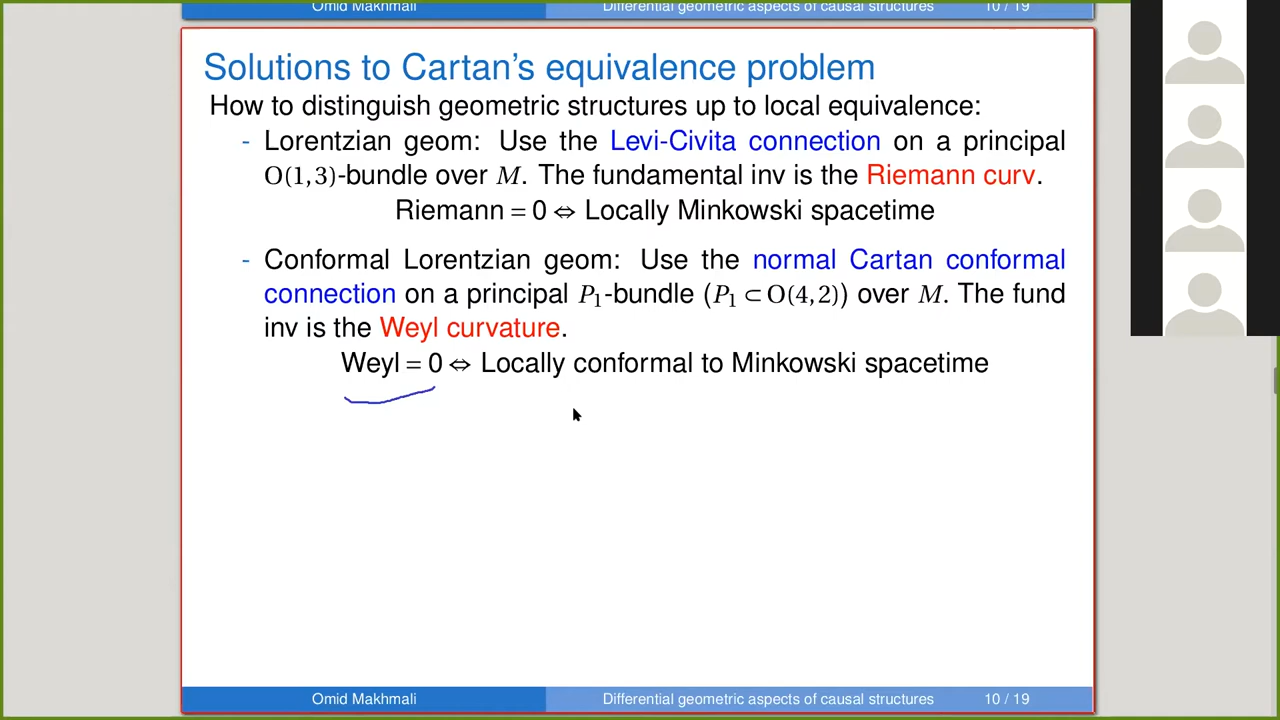 Omid Makhmali Differential geometric aspects of causal structures 10 / 19
Solutions to Cartan's equivalence problem
How to distinguish geometric structures up to local equivalence:
- Lorentzian geom: Use the Levi-Civita connection on a principal
O(1,3)-bundle over M. The fundamental inv is the Riemann curv.
Riemann = 0 ⇔ Locally Minkowski spacetime
- Conformal Lorentzian geom: Use the normal Cartan conformal
connection on a principal P₁-bundle (P₁ ⊂ O(4,2)) over M. The fund
inv is the Weyl curvature.
Weyl = 0 ⇔ Locally conformal to Minkowski spacetime
Omid Makhmali Differential geometric aspects of causal structures 10 / 19